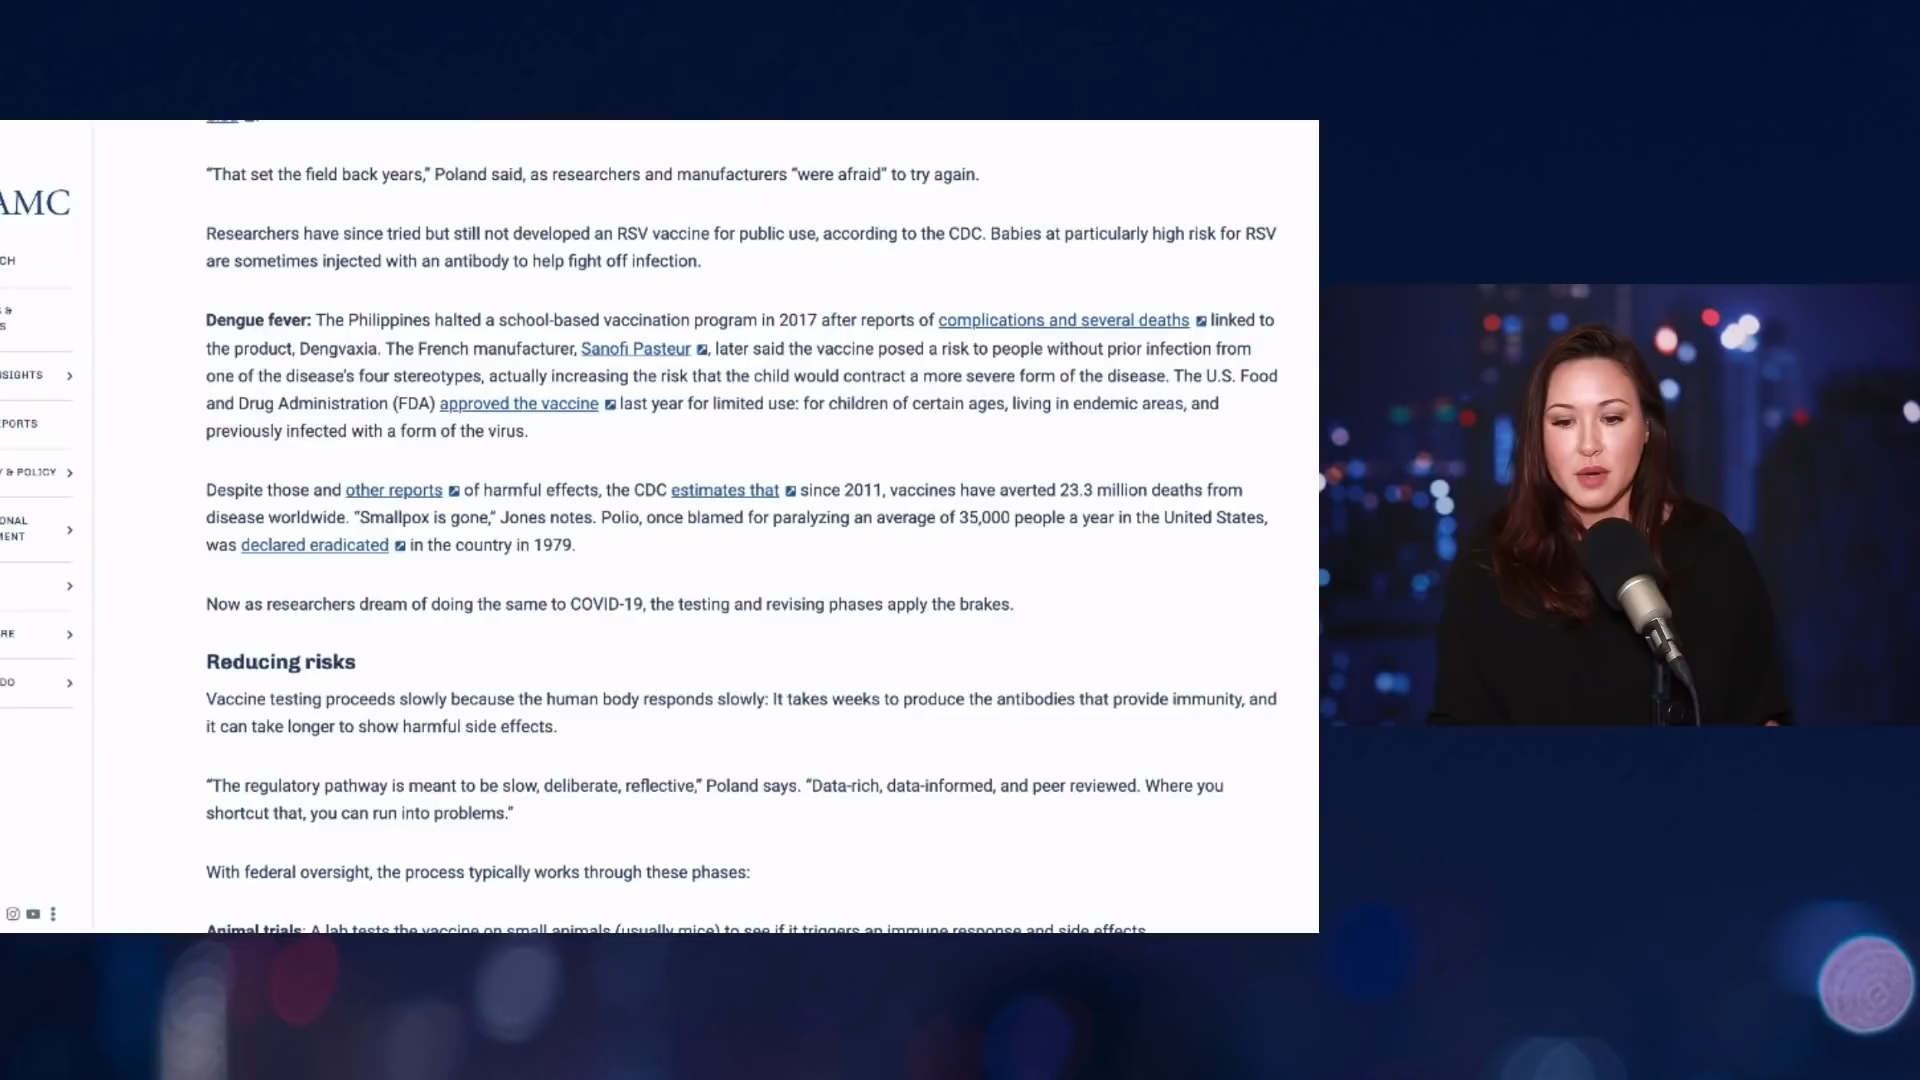 AMC
CH
&
S
SIGHTS
PORTS
Y & POLICY
ONAL
MENT
RE
DO
“That set the field back years,” Poland said, as researchers and manufacturers “were afraid” to try again.
Researchers have since tried but still not developed an RSV vaccine for public use, according to the CDC. Babies at particularly high risk for RSV
are sometimes injected with an antibody to help fight off infection.
Dengue fever: The Philippines halted a school-based vaccination program in 2017 after reports of complications and several deaths linked to
the product, Dengvaxia. The French manufacturer, Sanofi Pasteur, later said the vaccine posed a risk to people without prior infection from
one of the disease’s four stereotypes, actually increasing the risk that the child would contract a more severe form of the disease. The U.S. Food
and Drug Administration (FDA) approved the vaccine last year for limited use: for children of certain ages, living in endemic areas, and
previously infected with a form of the virus.
Despite those and other reports of harmful effects, the CDC estimates that since 2011, vaccines have averted 23.3 million deaths from
disease worldwide. “Smallpox is gone,” Jones notes. Polio, once blamed for paralyzing an average of 35,000 people a year in the United States,
was declared eradicated in the country in 1979.
Now as researchers dream of doing the same to COVID-19, the testing and revising phases apply the brakes.
Reducing risks
Vaccine testing proceeds slowly because the human body responds slowly: It takes weeks to produce the antibodies that provide immunity, and
it can take longer to show harmful side effects.
“The regulatory pathway is meant to be slow, deliberate, reflective,” Poland says. “Data-rich, data-informed, and peer reviewed. Where you
shortcut that, you can run into problems.”
With federal oversight, the process typically works through these phases:
Animal trials: A lab tests the vaccine on small animals (usually mice) to see if it triggers an immune response and side effects.